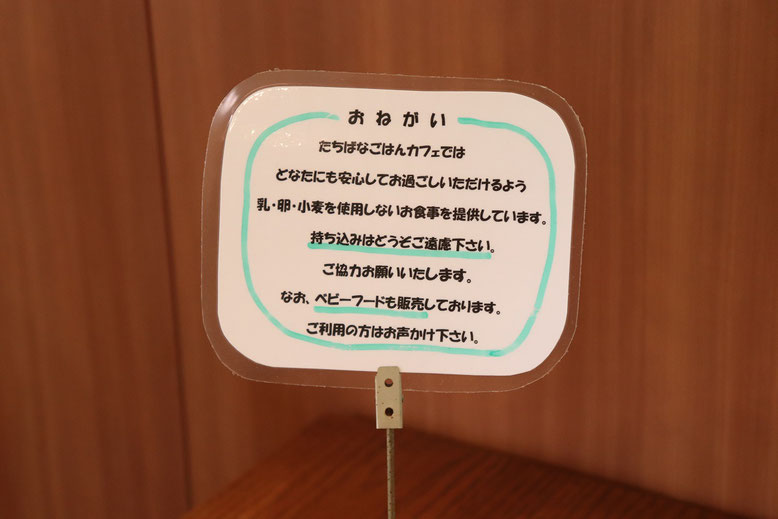 おねがい
たちばなごはんカフェでは
どなたにも安心してお過ごしいただけるよう
乳・卵・小麦を使用しないお食事を提供しています。
持ち込みはどうぞご遠慮下さい。
ご協力お願いいたします。
なお、ベビーフードも販売しております。
ご利用の方はお声かけ下さい。